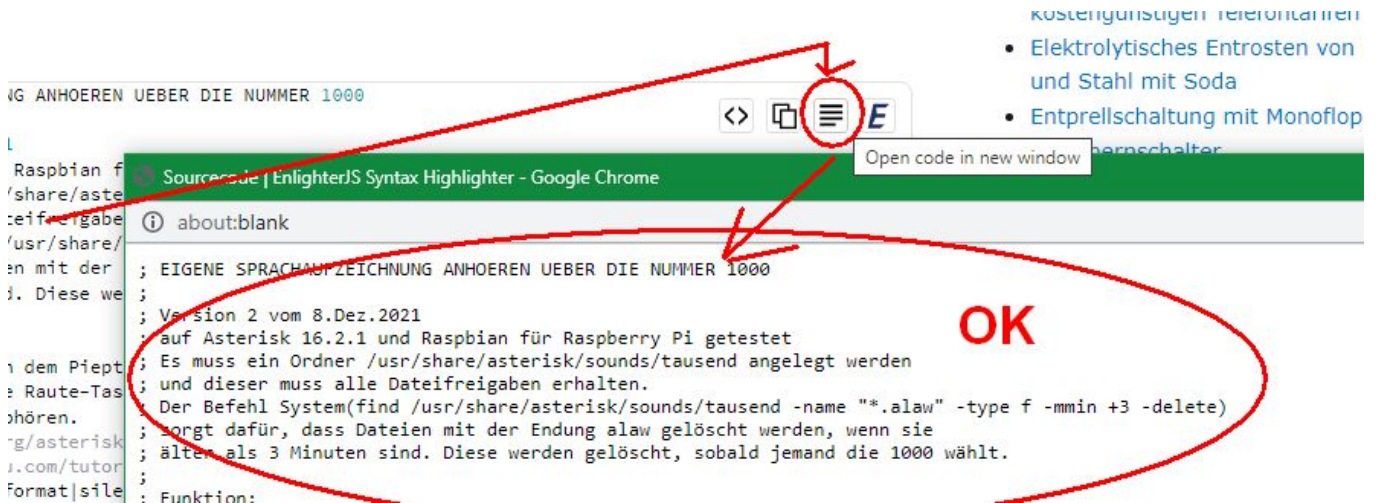 kostengünstigen Telefontarifen
• Elektrolytisches Entrosten von
und Stahl mit Soda
• Entprellschaltung mit Monoflop
NG ANHOEREN UEBER DIE NUMMER 1000
<> E
Open code in new window
Raspbian f
/share/aste
teifreigabe
/usr/share/
en mit der
d. Diese we
n dem Piept
e Raute-Tas
phören.
rg/asterisk
u.com/tutor
format|sile
Sourcecode | EnlighterJS Syntax Highlighter - Google Chrome
about:blank
; EIGENE SPRACHAUFZEICHNUNG ANHOEREN UEBER DIE NUMMER 1000
;
; Version 2 vom 8.Dez.2021
; auf Asterisk 16.2.1 und Raspbian für Raspberry Pi getestet
; Es muss ein Ordner /usr/share/asterisk/sounds/tausend angelegt werden
; und dieser muss alle Dateifreigaben erhalten.
; Der Befehl System(find /usr/share/asterisk/sounds/tausend -name "*.alaw" -type f -mmin +3 -delete)
; sorgt dafür, dass Dateien mit der Endung alaw gelöscht werden, wenn sie
; älter als 3 Minuten sind. Diese werden gelöscht, sobald jemand die 1000 wählt.
;
; Funktion:
OK